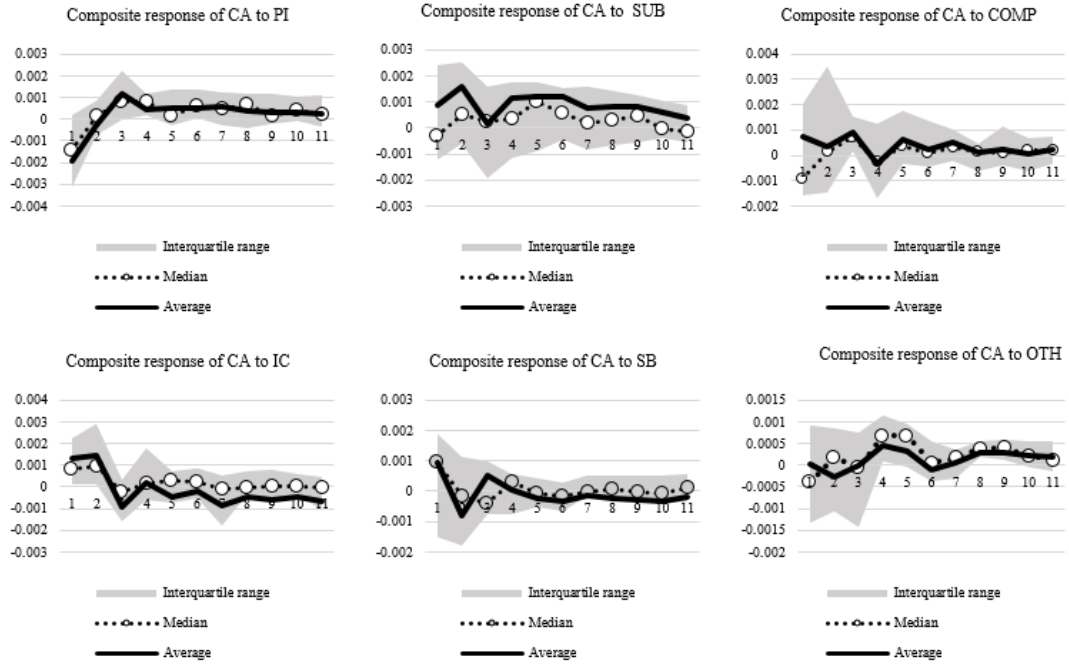 Composite response of CA to PI
0.003
0.002
0.001
0
-0.001
-0.002
-0.003
-0.004
1 2 3 4 5 6 7 8 9 10 11
Interquartile range
Median
Average
Composite response of CA to SUB
0.003
0.002
0.001
0
-0.001
-0.002
-0.003
1 2 3 4 5 6 7 8 9 10 11
Interquartile range
Median
Average
Composite response of CA to COMP
0.004
0.003
0.002
0.001
-0.001
-0.002
1 2 3 4 5 6 7 8 9 10 11
Interquartile range
Median
Average
Composite response of CA to IC
0.004
0.003
0.002
0.001
0
-0.001
-0.002
-0.003
1 2 3 4 5 6 7 8 9 10 11
Interquartile range
Median
Average
Composite response of CA to SB
0.003
0.002
0.001
0
-0.001
-0.002
1 2 3 4 5 6 7 8 9 10 11
Interquartile range
Median
Average
Composite response of CA to OTH
0.0015
0.001
0.0005
-0.0005
-0.001
-0.0015
-0.002
1 2 3 4 5 6 7 8 9 10 11
Interquartile range
Median
Average